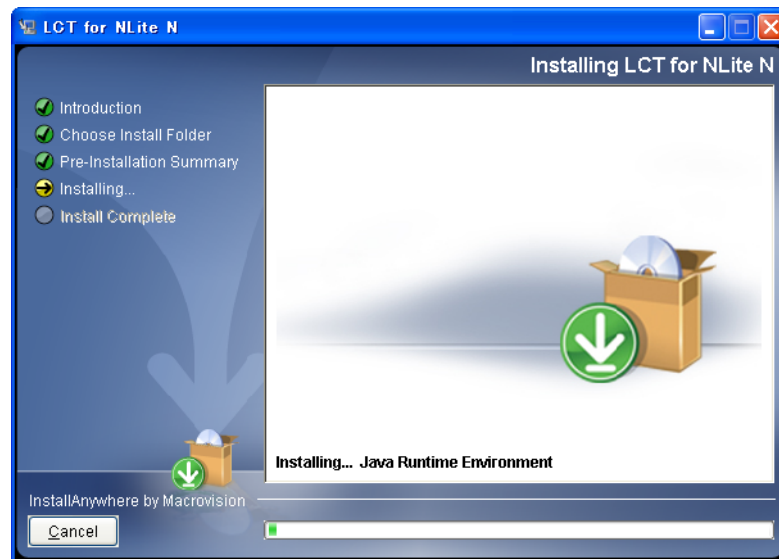 LCT for NLite N
Installing LCT for NLite N
Introduction
Choose Install Folder
Pre-Installation Summary
Installing...
Install Complete
Installing... Java Runtime Environment
InstallAnywhere by Macrovision
Cancel